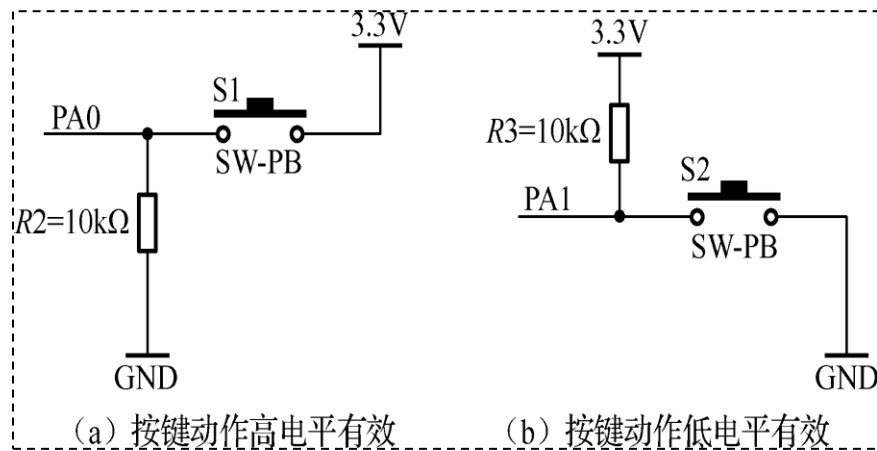 3.3V
S1
PA0
SW-PB
R2=10kΩ
GND
（a）按键动作高电平有效
3.3V
R3=10kΩ
S2
PA1
SW-PB
GND
（b）按键动作低电平有效